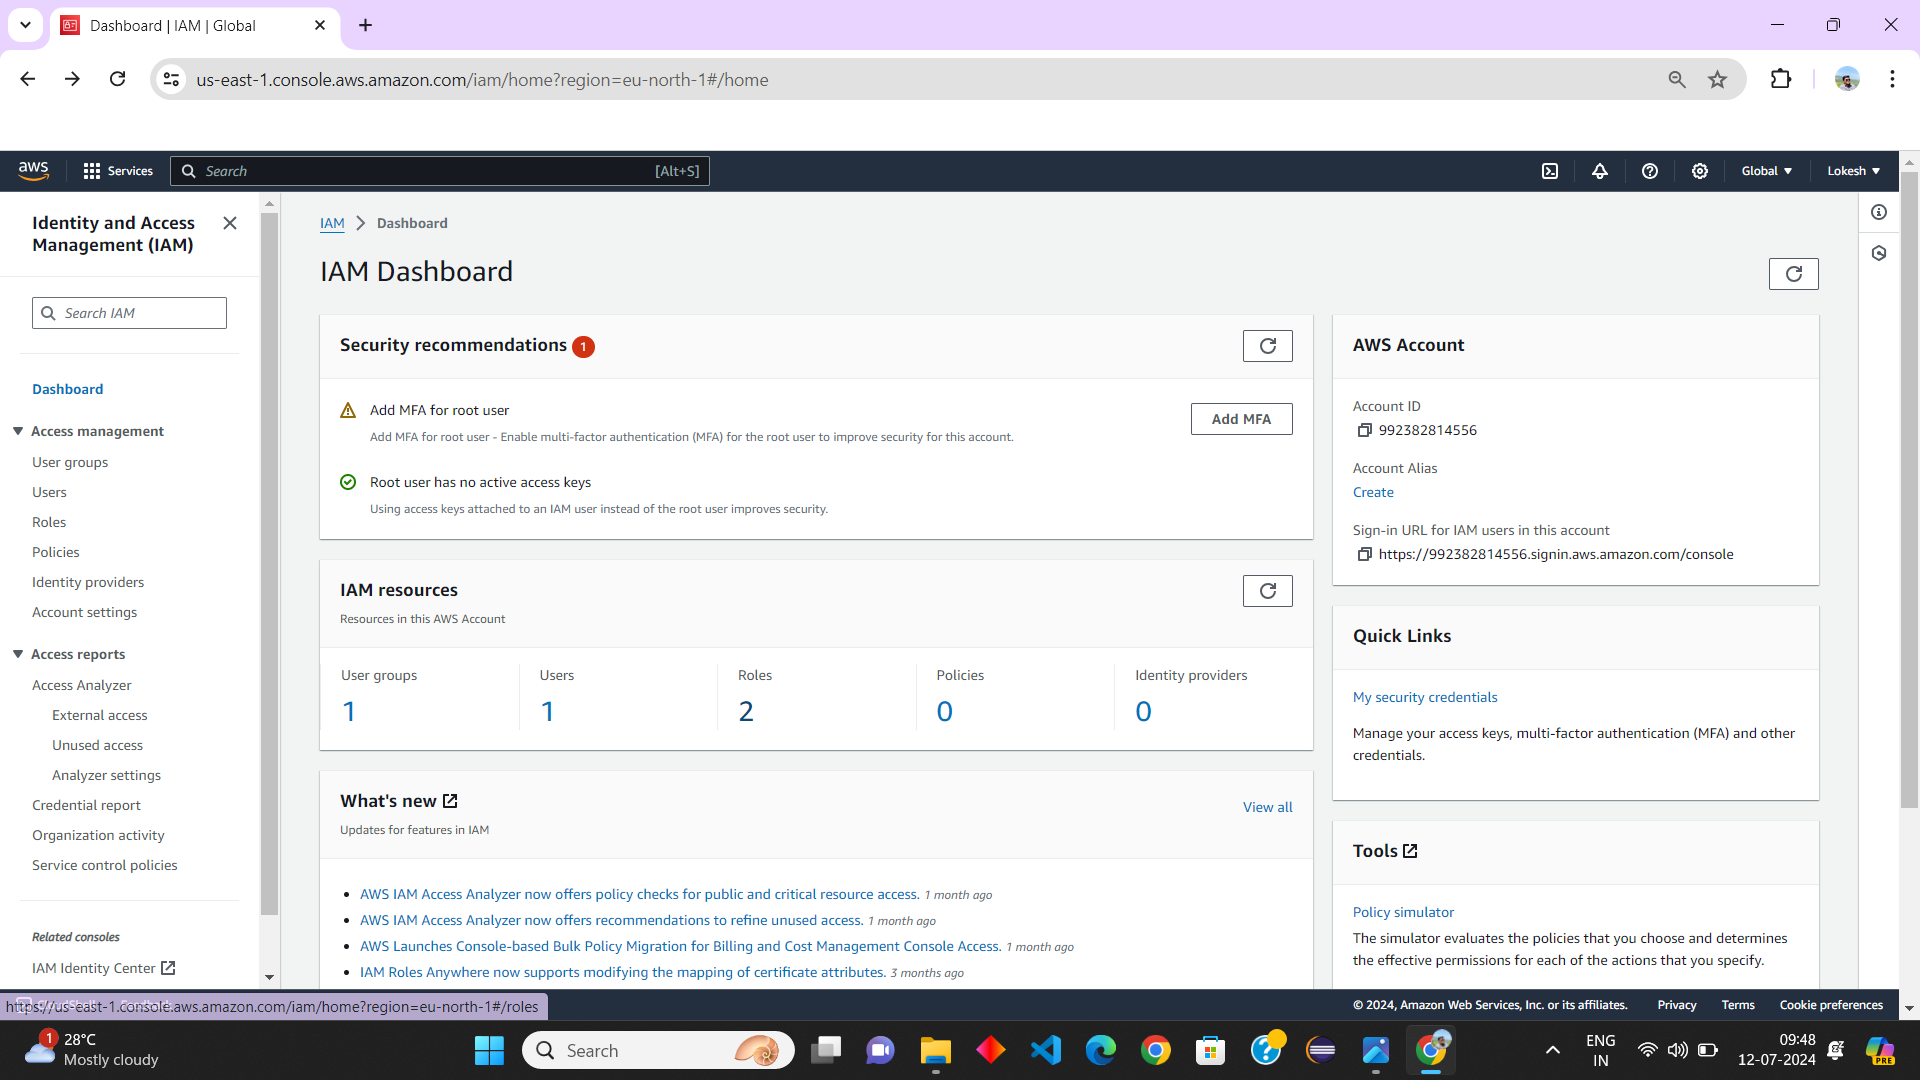 Dashboard | IAM | Global
us-east-1.console.aws.amazon.com/iam/home?region=eu-north-1#/home
aws
Services
Search
[Alt+S]
Global
Lokesh
Identity and Access
Management (IAM)
Search IAM
Dashboard
Access management
User groups
Users
Roles
Policies
Identity providers
Account settings
Access reports
Access Analyzer
External access
Unused access
Analyzer settings
Credential report
Organization activity
Service control policies
Related consoles
IAM Identity Center
IAM
Dashboard
IAM Dashboard
Security recommendations 1
Add MFA for root user
Add MFA for root user - Enable multi-factor authentication (MFA) for the root user to improve security for this account.
Add MFA
Root user has no active access keys
Using access keys attached to an IAM user instead of the root user improves security.
IAM resources
Resources in this AWS Account
User groups
1
Users
1
Roles
2
Policies
0
Identity providers
0
What's new
View all
Updates for features in IAM
AWS IAM Access Analyzer now offers policy checks for public and critical resource access. 1 month ago
AWS IAM Access Analyzer now offers recommendations to refine unused access. 1 month ago
AWS Launches Console-based Bulk Policy Migration for Billing and Cost Management Console Access. 1 month ago
IAM Roles Anywhere now supports modifying the mapping of certificate attributes. 3 months ago
AWS Account
Account ID
992382814556
Account Alias
Create
Sign-in URL for IAM users in this account
https://992382814556.signin.aws.amazon.com/console
Quick Links
My security credentials
Manage your access keys, multi-factor authentication (MFA) and other
credentials.
Tools
Policy simulator
The simulator evaluates the policies that you choose and determines
the effective permissions for each of the actions that you specify.
https://us-east-1.console.aws.amazon.com/iam/home?region=eu-north-1#/roles
© 2024, Amazon Web Services, Inc. or its affiliates.
Privacy
Terms
Cookie preferences
1
28°C
Mostly cloudy
Search
ENG
IN
09:48
12-07-2024
PRE